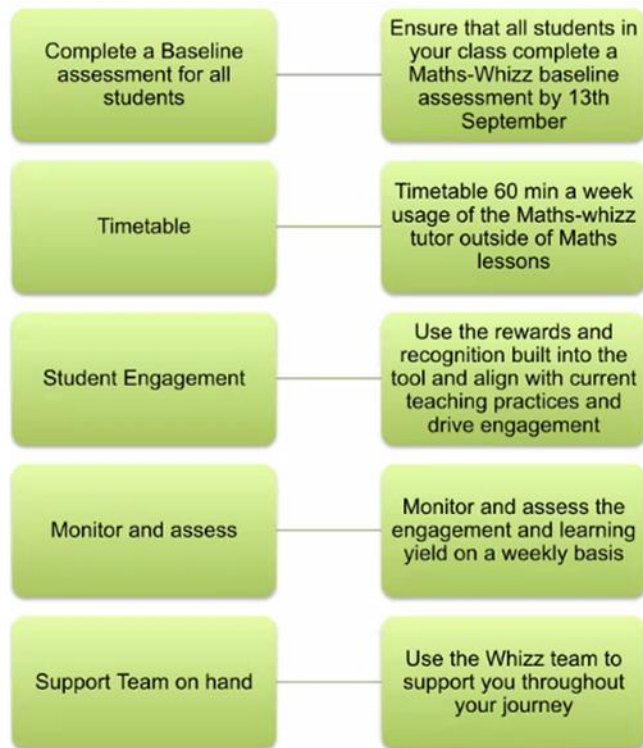 Complete a Baseline
assessment for all
students
Ensure that all students in
your class complete a
Maths-Whizz baseline
assessment by 13th
September
Timetable
Timetable 60 min a week
usage of the Maths-whizz
tutor outside of Maths
lessons
Student Engagement
Use the rewards and
recognition built into the
tool and align with current
teaching practices and
drive engagement
Monitor and assess
Monitor and assess the
engagement and learning
yield on a weekly basis
Support Team on hand
Use the Whizz team to
support you throughout
your journey